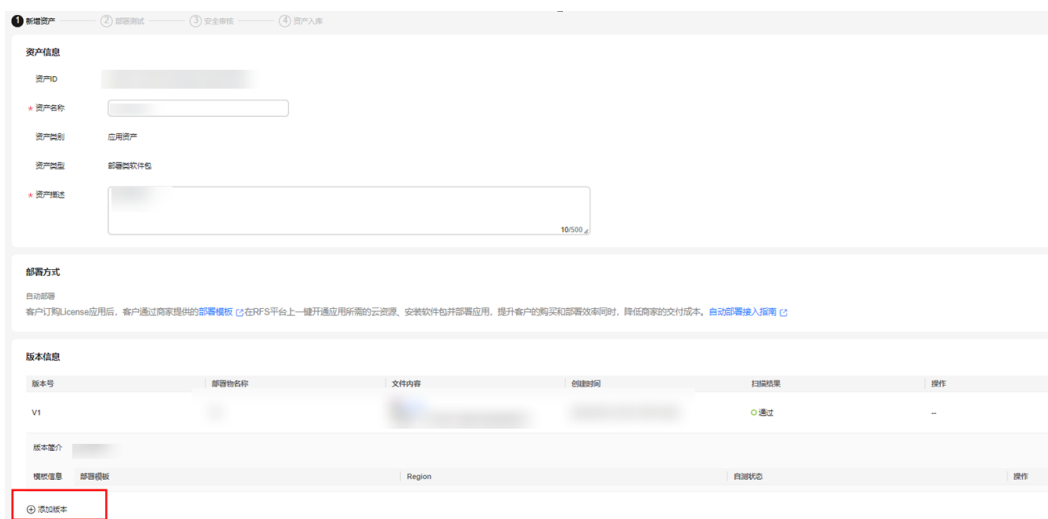 1 新增资产 2 部署测试 3 安全审核 4 资产入库
资产信息
资产ID
* 资产名称
资产类别 应用资产
资产类型 部署类软件包
* 资产描述
10/500
部署方式
自动部署
客户订购License应用后，客户通过商家提供的部署模板在RFS平台上一键开通应用所需的云资源、安装软件包并部署应用，提升客户的购买和部署效率同时，降低商家的交付成本。自动部署接入指南
版本信息
版本号 部署物名称 文件内容 创建时间 扫描结果 操作
V1 通过 --
版本简介
模板信息 部署模板 Region 自测状态 操作
添加版本